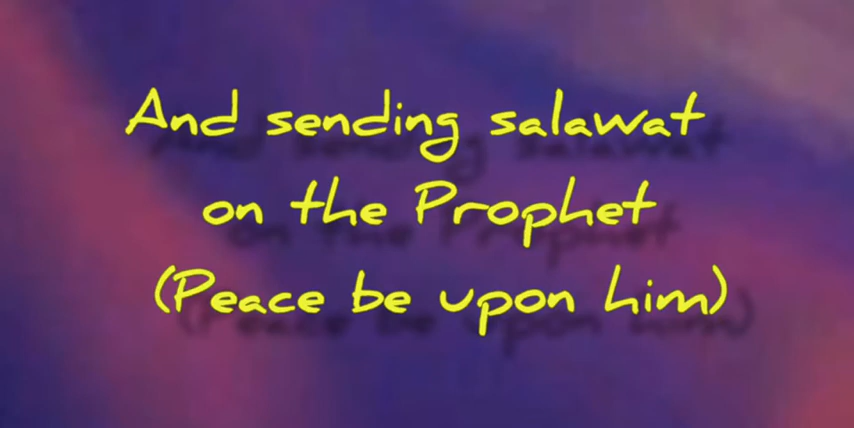 And sending salawat
on the Prophet
(Peace be upon him)